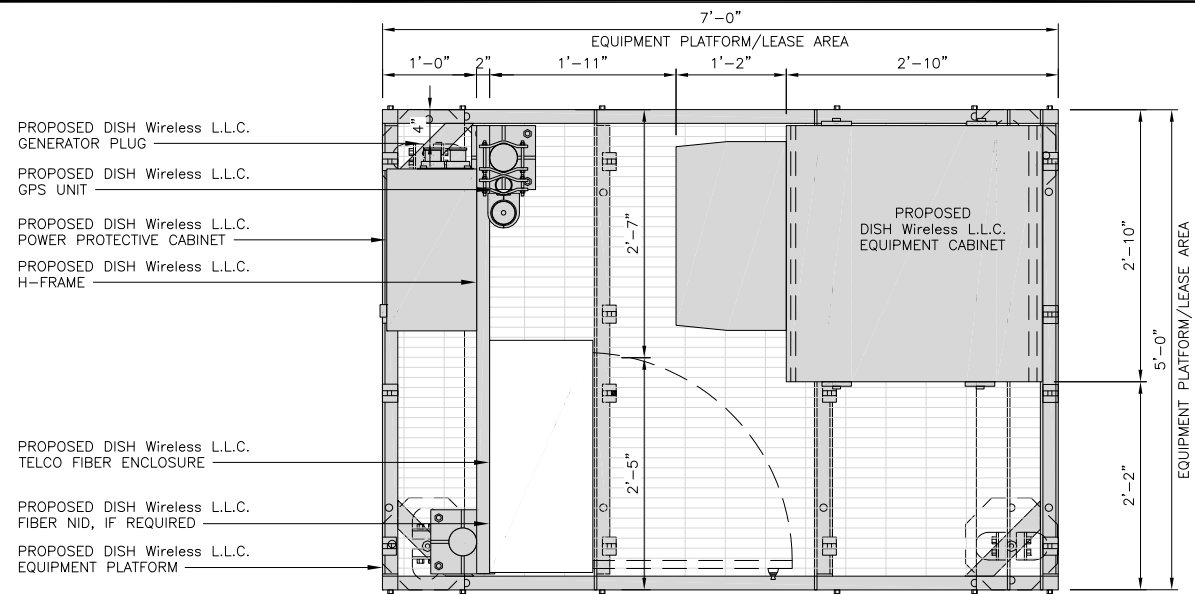 7'-0"
EQUIPMENT PLATFORM/LEASE AREA
1'-0"
2"
1'-11"
1'-2"
2'-10"
PROPOSED DISH Wireless L.L.C.
GENERATOR PLUG
4"
PROPOSED DISH Wireless L.L.C.
GPS UNIT
PROPOSED DISH Wireless L.L.C.
POWER PROTECTIVE CABINET
PROPOSED DISH Wireless L.L.C.
H-FRAME
PROPOSED DISH Wireless L.L.C.
TELCO FIBER ENCLOSURE
PROPOSED DISH Wireless L.L.C.
FIBER NID, IF REQUIRED
PROPOSED DISH Wireless L.L.C.
EQUIPMENT PLATFORM
2'-7"
2'-5"
PROPOSED
DISH Wireless L.L.C.
EQUIPMENT CABINET
2'-10"
2'-2"
5'-0"
EQUIPMENT PLATFORM/LEASE AREA